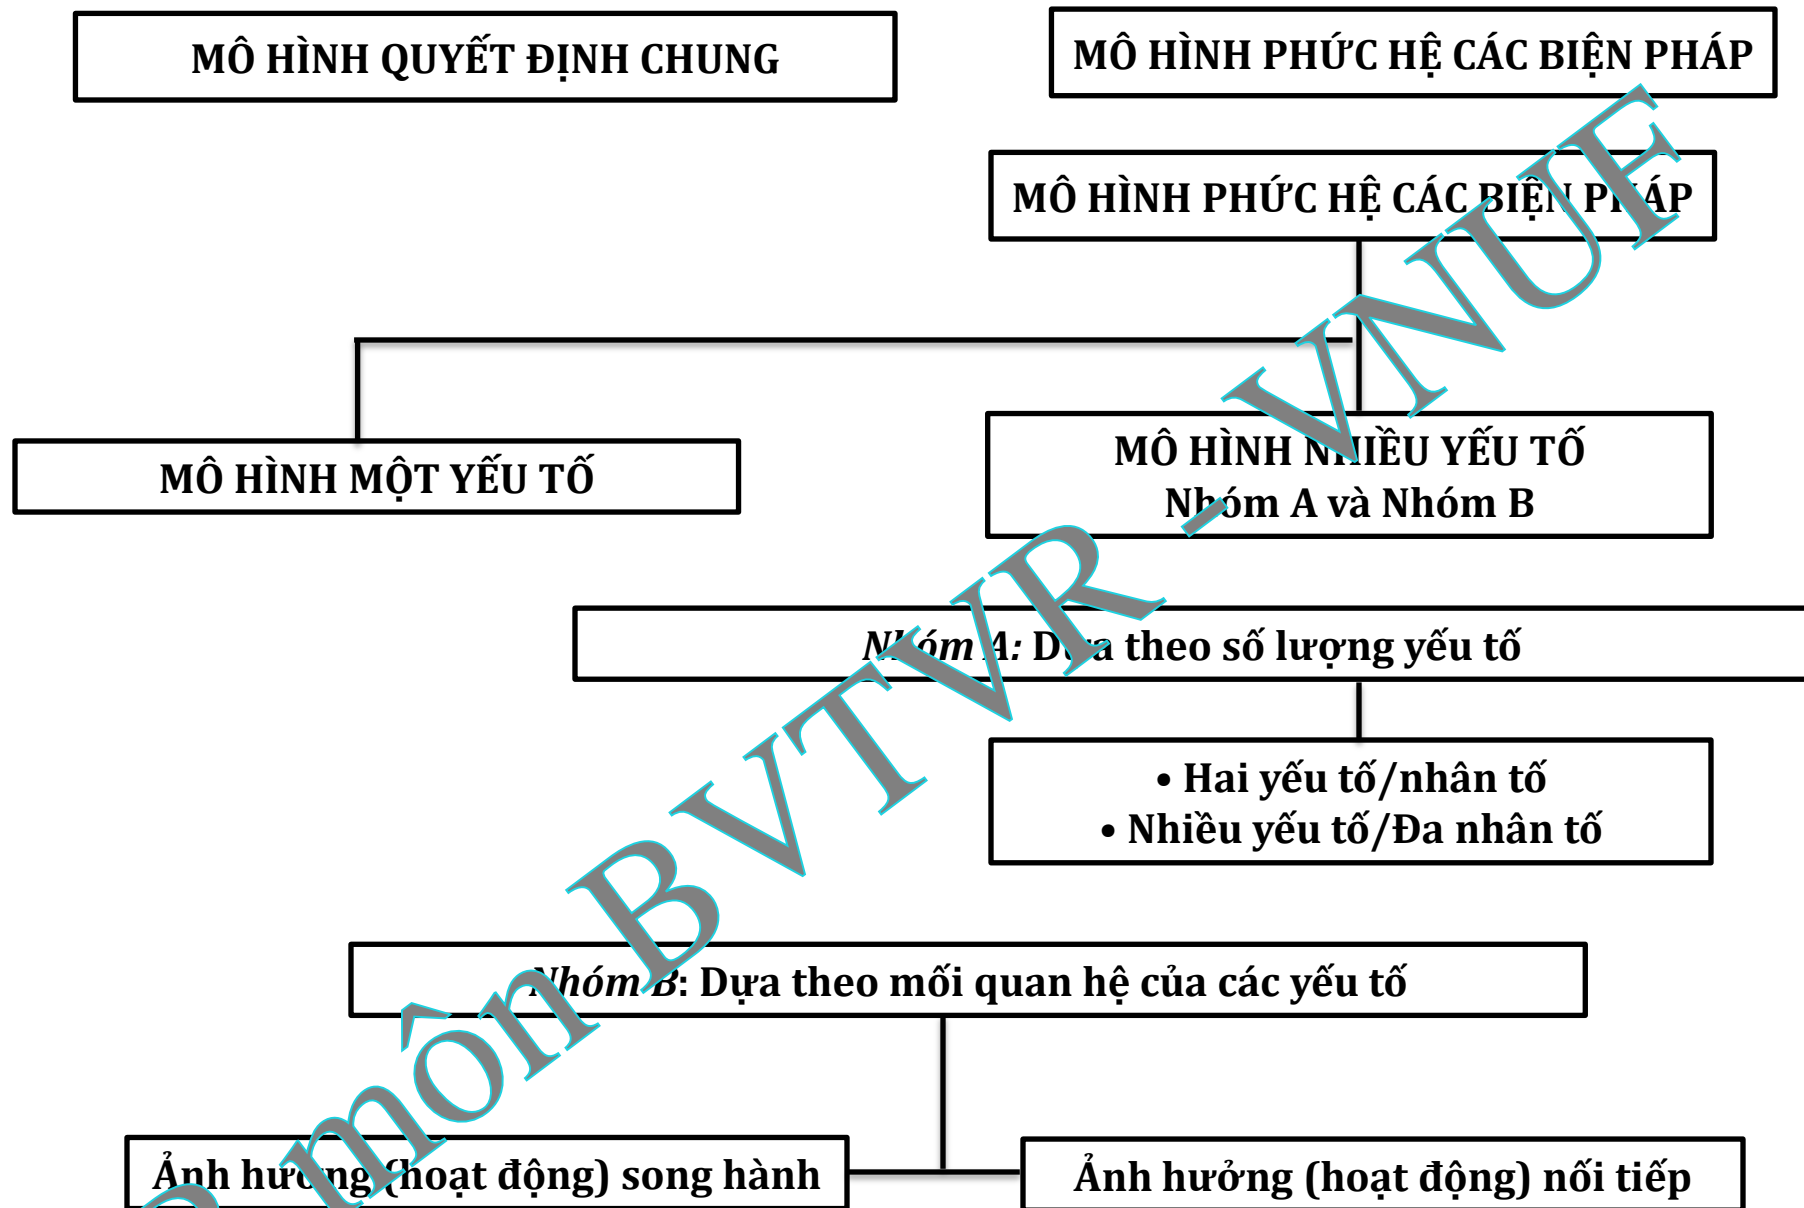 MÔ HÌNH QUYẾT ĐỊNH CHUNG
MÔ HÌNH PHỨC HỆ CÁC BIỆN PHÁP
MÔ HÌNH PHỨC HỆ CÁC BIỆN PHÁP
MÔ HÌNH MỘT YẾU TỐ
MÔ HÌNH NHIỀU YẾU TỐ
Nhóm A và Nhóm B
Nhóm A: Dựa theo số lượng yếu tố
• Hai yếu tố/nhân tố
• Nhiều yếu tố/Đa nhân tố
Nhóm B: Dựa theo mối quan hệ của các yếu tố
Ảnh hưởng (hoạt động) song hành
Ảnh hưởng (hoạt động) nối tiếp
môn BVTVR - VNUF